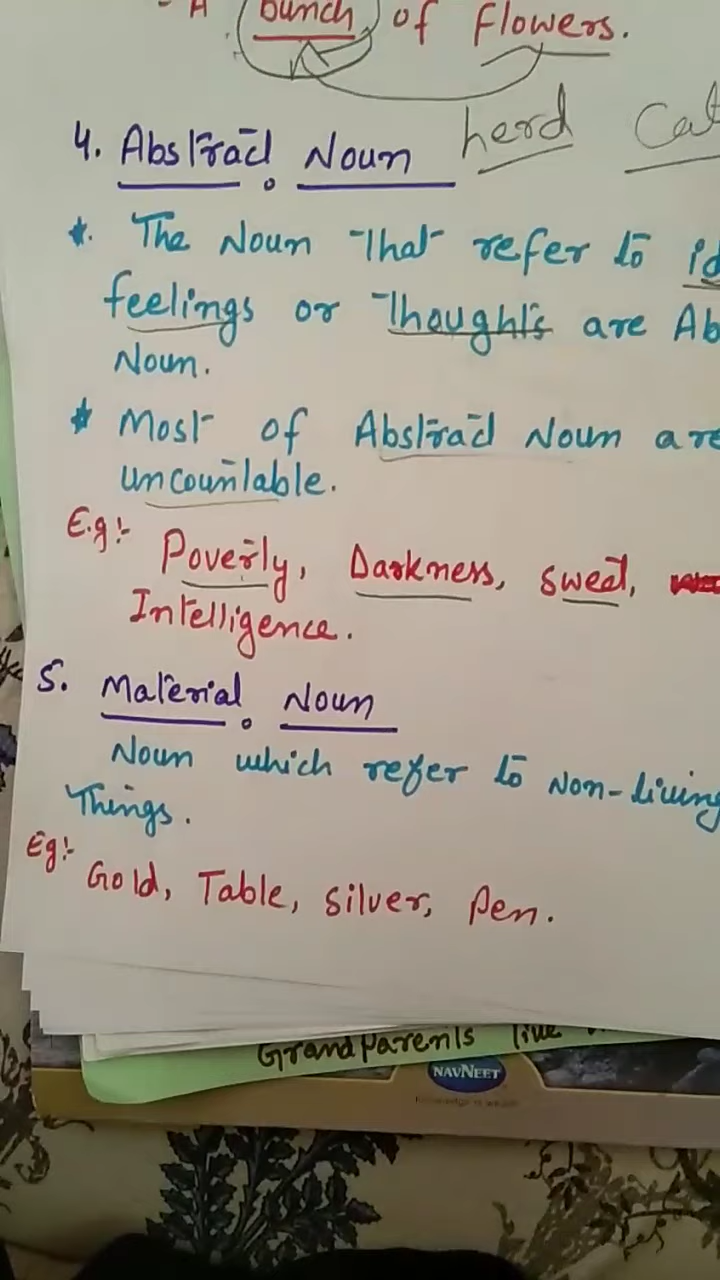 - A bunch of Flowers.
herd
4. Abstract Noun
*. The Noun That refer to
feelings or Thoughts are Ab
Noun.
* Most of Abstract Noun are
uncountable.
E.g:- Poverty, Darkness, Sweet,
Intelligence.
5. Material Noun
Noun which refer to Non-living
Things.
Eg:- Gold, Table, Silver, Pen.
Grandparents live
NAVNEET